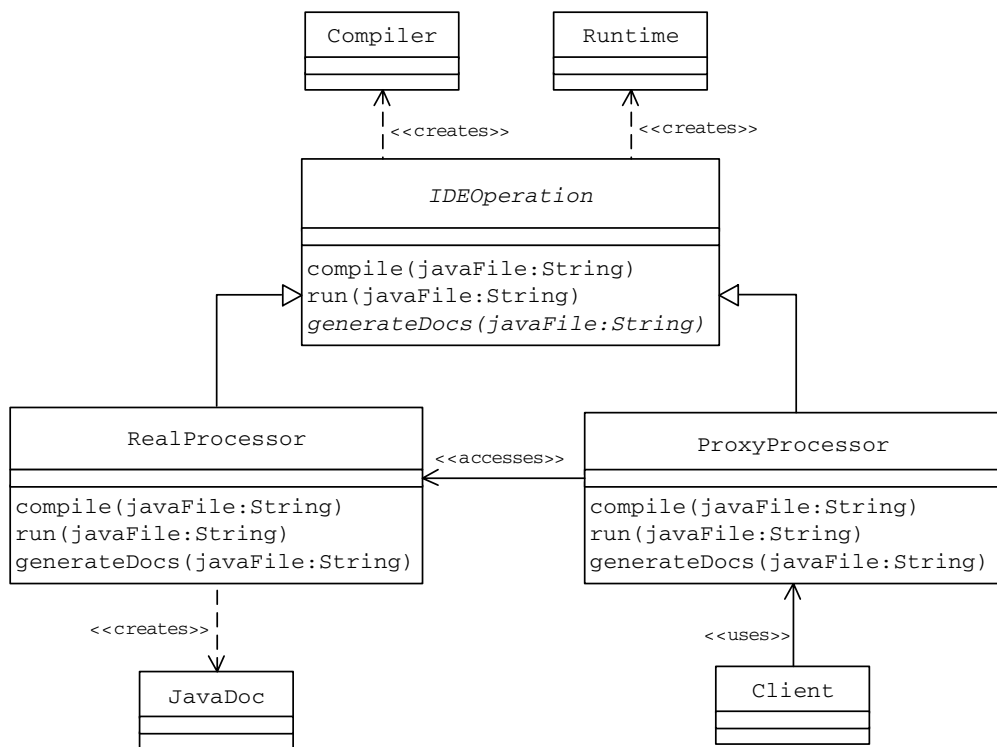 Compiler
Runtime
<<creates>>
<<creates>>
IDEOperation
compile(javaFile:String)
run(javaFile:String)
generateDocs(javaFile:String)
RealProcessor
compile(javaFile:String)
run(javaFile:String)
generateDocs(javaFile:String)
<<accesses>>
ProxyProcessor
compile(javaFile:String)
run(javaFile:String)
generateDocs(javaFile:String)
<<creates>>
<<uses>>
JavaDoc
Client